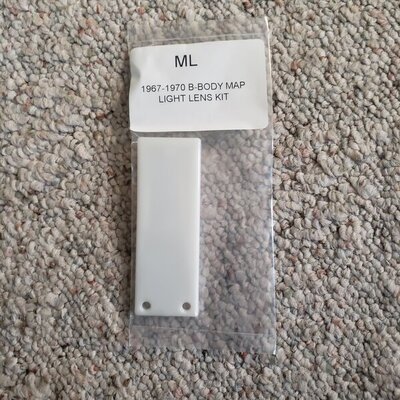 ML
1967-1970 B-BODY MAP
LIGHT LENS KIT